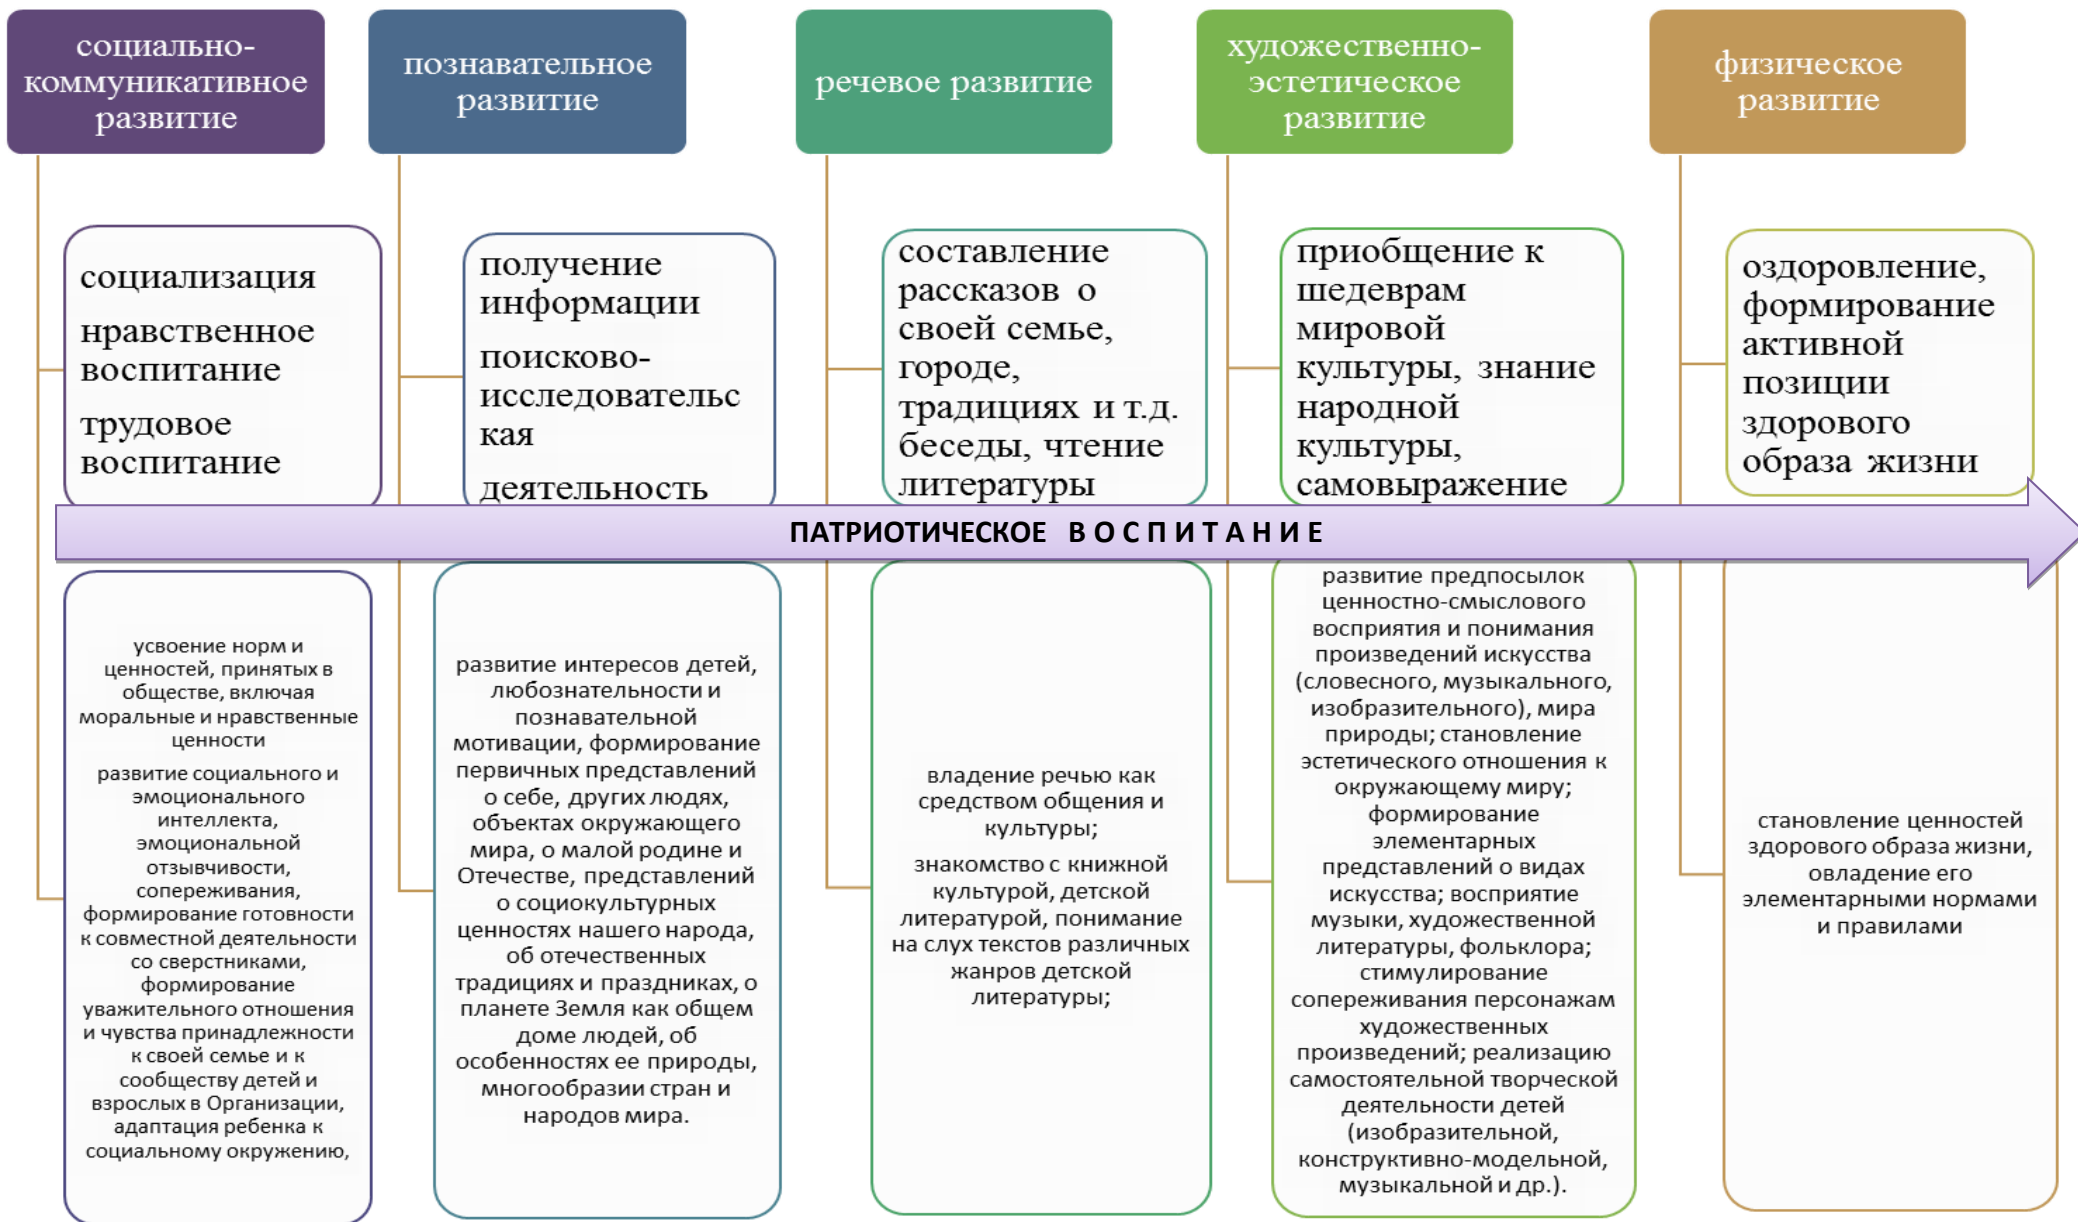 социально-
коммуникативное
развитие
познавательное
развитие
речевое развитие
художественно-
эстетическое
развитие
физическое
развитие
социализация
нравственное
воспитание
трудовое
воспитание
получение
информации
поисково-
исследовательс
кая
деятельность
составление
рассказов о
своей семье,
городе,
традициях и т.д.
беседы, чтение
литературы
приобщение к
шедеврам
мировой
культуры, знание
народной
культуры,
самовыражение
оздоровление,
формирование
активной
позиции
здорового
образа жизни
ПАТРИОТИЧЕСКОЕ В О С П И Т А Н И Е
усвоение норм и
ценностей, принятых в
обществе, включая
моральные и нравственные
ценности
развитие социального и
эмоционального
интеллекта,
эмоциональной
отзывчивости,
сопереживания,
формирование готовности
к совместной деятельности
со сверстниками,
формирование
уважительного отношения
и чувства принадлежности
к своей семье и к
сообществу детей и
взрослых в Организации,
адаптация ребенка к
социальному окружению,
развитие интересов детей,
любознательности и
познавательной
мотивации, формирование
первичных представлений
о себе, других людях,
объектах окружающего
мира, о малой родине и
Отечестве, представлений
о социокультурных
ценностях нашего народа,
об отечественных
традициях и праздниках, о
планете Земля как общем
доме людей, об
особенностях ее природы,
многообразии стран и
народов мира.
владение речью как
средством общения и
культуры;
знакомство с книжной
культурой, детской
литературой, понимание
на слух текстов различных
жанров детской
литературы;
развитие предпосылок
ценностно-смыслового
восприятия и понимания
произведений искусства
(словесного, музыкального,
изобразительного), мира
природы; становление
эстетического отношения к
окружающему миру;
формирование
элементарных
представлений о видах
искусства; восприятие
музыки, художественной
литературы, фольклора;
стимулирование
сопереживания персонажам
художественных
произведений; реализацию
самостоятельной творческой
деятельности детей
(изобразительной,
конструктивно-модельной,
музыкальной и др.).
становление ценностей
здорового образа жизни,
овладение его
элементарными нормами
и правилами